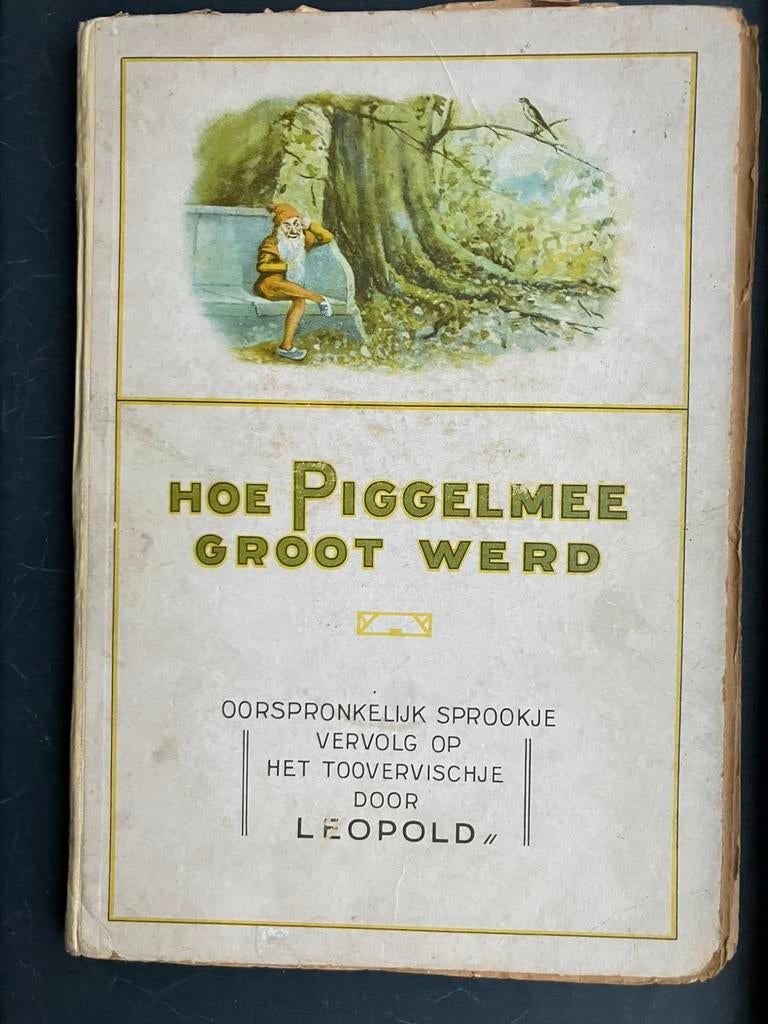 HOE PIGGELMEE
GROOT WERD
OORSPRONKELIJK SPROOKJE
VERVOLG OP
HET TOOVERVISCHJE
DOOR
LEOPOLD〃